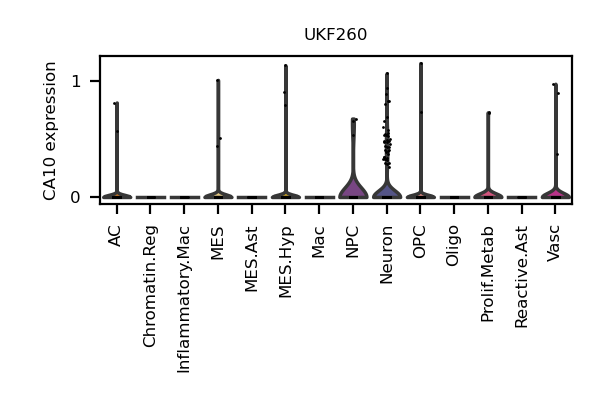 UKF260
CA10 expression
1
0
AC
Chromatin.Reg
Inflammatory.Mac
MES
MES.Ast
MES.Hyp
Mac
NPC
Neuron
OPC
Oligo
Prolif.Metab
Reactive.Ast
Vasc